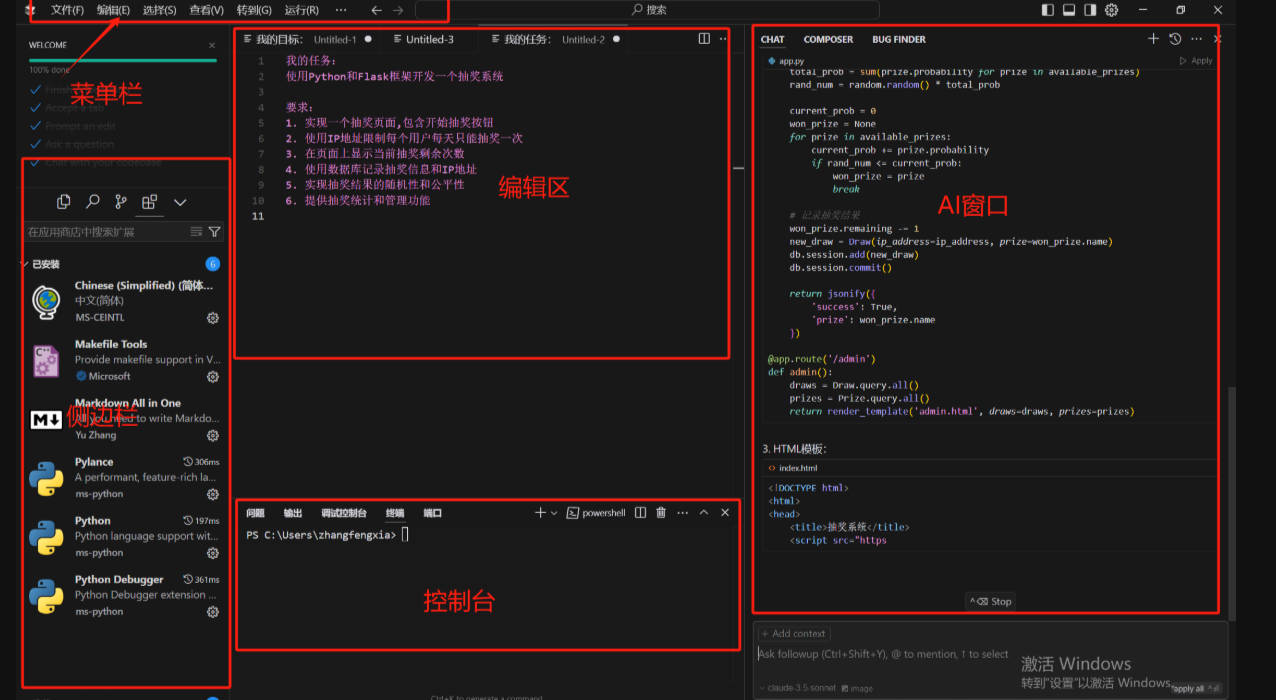 文件(F) 编辑(E) 选择(S) 查看(V) 转到(G) 运行(R) ··· 搜索
WELCOME
100% done
Accept a tab
Prompt an edit
Ask a question
菜单栏
在应用商店中搜索扩展
已安装 6
Chinese (Simplified) (简体...
中文(简体)
MS-CEINTL
Makefile Tools
Provide makefile support in V...
Microsoft
Markdown All in One
All you need to write Markdo...
Yu Zhang
侧边栏
Pylance 306ms
A performant, feature-rich la...
ms-python
Python 197ms
Python language support wit...
ms-python
Python Debugger 361ms
Python Debugger extension ...
ms-python
我的目标: Untitled-1 Untitled-3 我的任务: Untitled-2
1 我的任务:
2 使用Python和Flask框架开发一个抽奖系统
3
4 要求:
5 1. 实现一个抽奖页面,包含开始抽奖按钮
6 2. 使用IP地址限制每个用户每天只能抽奖一次
7 3. 在页面上显示当前抽奖剩余次数
8 4. 使用数据库记录抽奖信息和IP地址
9 5. 实现抽奖结果的随机性和公平性
10 6. 提供抽奖统计和管理功能
11
编辑区
问题 输出 调试控制台 终端 端口 powershell
PS C:\Users\zhangfengxia>
控制台
Ctrl+K to generate a command
CHAT COMPOSER BUG FINDER
app.py Apply
total_prob = sum(prize.probability for prize in available_prizes)
rand_num = random.random() * total_prob
current_prob = 0
won_prize = None
for prize in available_prizes:
current_prob += prize.probability
if rand_num <= current_prob:
won_prize = prize
break
AI窗口
# 记录抽奖结果
won_prize.remaining -= 1
new_draw = Draw(ip_address=ip_address, prize=won_prize.name)
db.session.add(new_draw)
db.session.commit()
return jsonify({
'success': True,
'prize': won_prize.name
})
@app.route('/admin')
def admin():
draws = Draw.query.all()
prizes = Prize.query.all()
return render_template('admin.html', draws=draws, prizes=prizes)
3. HTML模板:
index.html
<!DOCTYPE html>
<html>
<head>
<title>抽奖系统</title>
<script src="https
Stop
+ Add context
Ask followup (Ctrl+Shift+Y), @ to mention, ↑ to select
claude-3.5-sonnet image
激活 Windows
转到"设置"以激活 Windows。
apply all